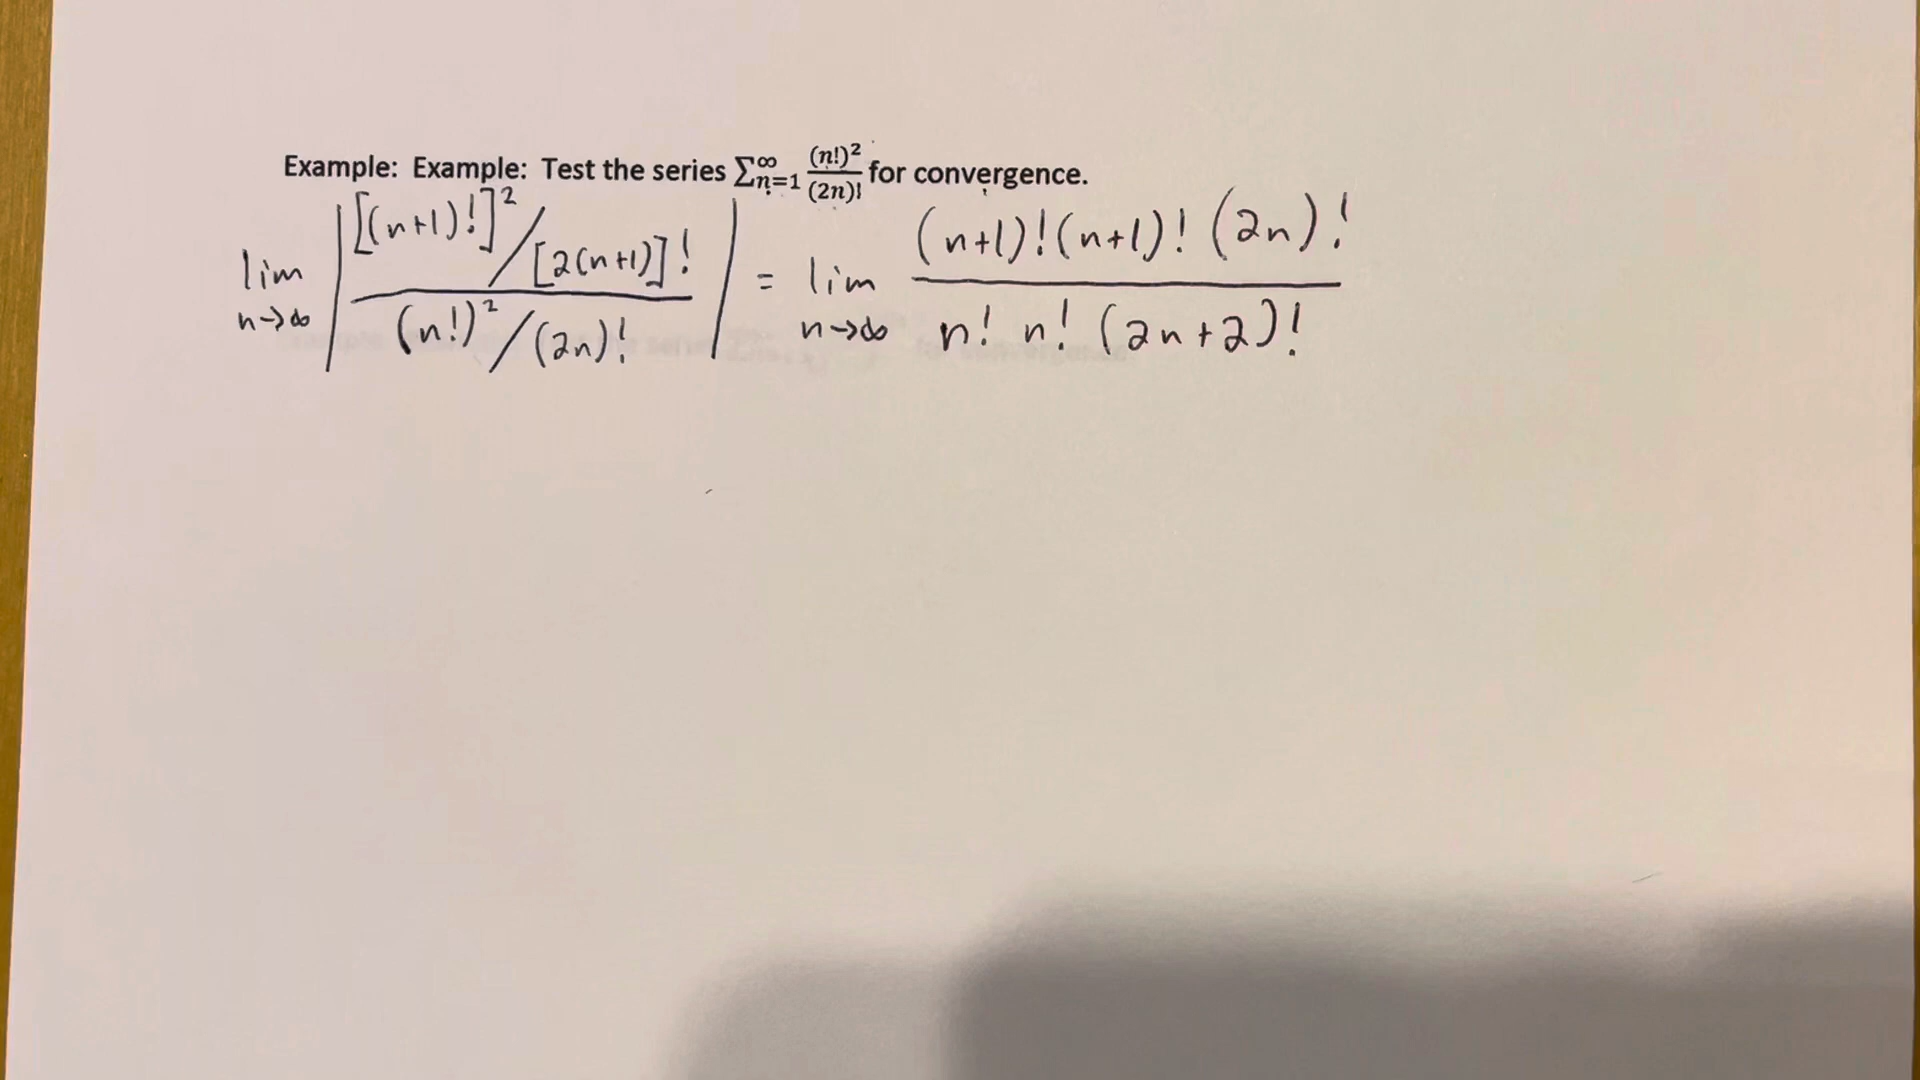 Example: Example: Test the series ∑_{n=1}^{∞} (n!)²/(2n)! for convergence.
lim_{n→∞} | [(n+1)!]²/[2(n+1)]! / (n!)²/(2n)! | = lim_{n→∞} (n+1)!(n+1)! (2n)! / n! n! (2n+2)!